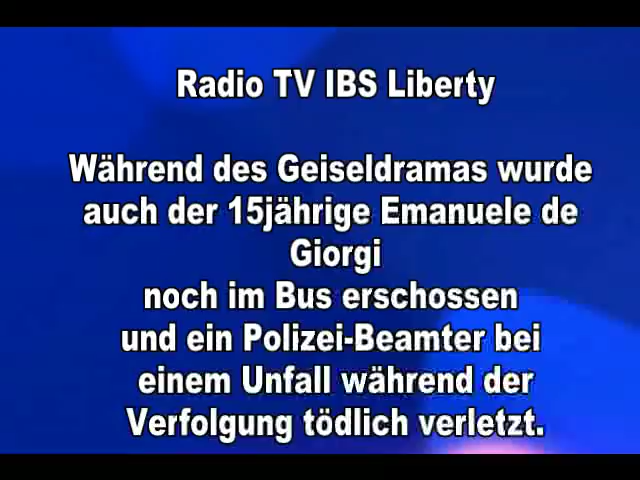 Radio TV IBS Liberty
Während des Geiseldramas wurde
auch der 15jährige Emanuele de
Giorgi
noch im Bus erschossen
und ein Polizei-Beamter bei
einem Unfall während der
Verfolgung tödlich verletzt.